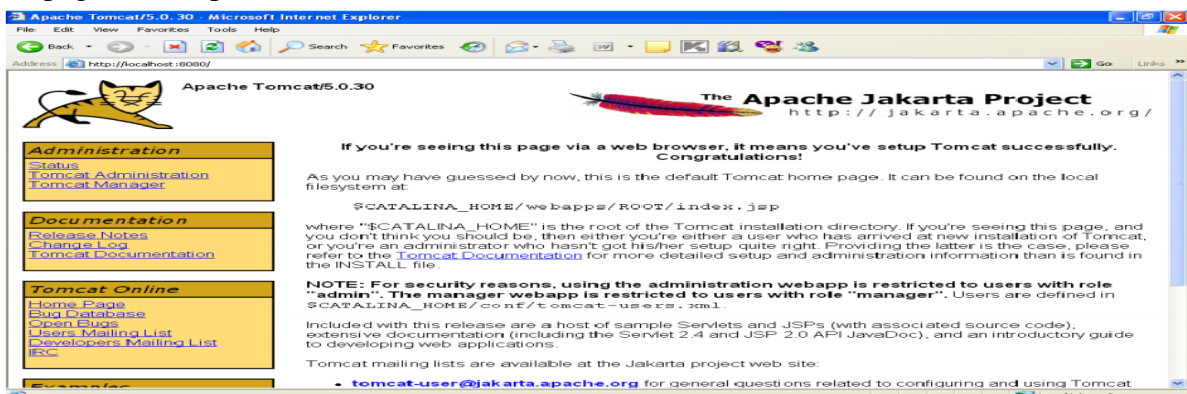 Apache Tomcat/5.0.30 - Microsoft Internet Explorer
File Edit View Favorites Tools Help
Back Search Favorites
Address http://localhost:8080/ Go Links
Apache Tomcat/5.0.30
The Apache Jakarta Project
http://jakarta.apache.org/
Administration
Status
Tomcat Administration
Tomcat Manager
Documentation
Release Notes
Change Log
Tomcat Documentation
Tomcat Online
Home Page
Bug Database
Open Bugs
Users Mailing List
Developers Mailing List
IRC
Examples
If you're seeing this page via a web browser, it means you've setup Tomcat successfully.
Congratulations!
As you may have guessed by now, this is the default Tomcat home page. It can be found on the local
filesystem at:
$CATALINA_HOME/webapps/ROOT/index.jsp
where "$CATALINA_HOME" is the root of the Tomcat installation directory. If you're seeing this page, and
you don't think you should be, then either you're either a user who has arrived at new installation of Tomcat,
or you're an administrator who hasn't got his/her setup quite right. Providing the latter is the case, please
refer to the Tomcat Documentation for more detailed setup and administration information than is found in
the INSTALL file.
NOTE: For security reasons, using the administration webapp is restricted to users with role
"admin". The manager webapp is restricted to users with role "manager". Users are defined in
$CATALINA_HOME/conf/tomcat-users.xml.
Included with this release are a host of sample Servlets and JSPs (with associated source code),
extensive documentation (including the Servlet 2.4 and JSP 2.0 API JavaDoc), and an introductory guide
to developing web applications.
Tomcat mailing lists are available at the Jakarta project web site:
• tomcat-user@jakarta.apache.org for general questions related to configuring and using Tomcat